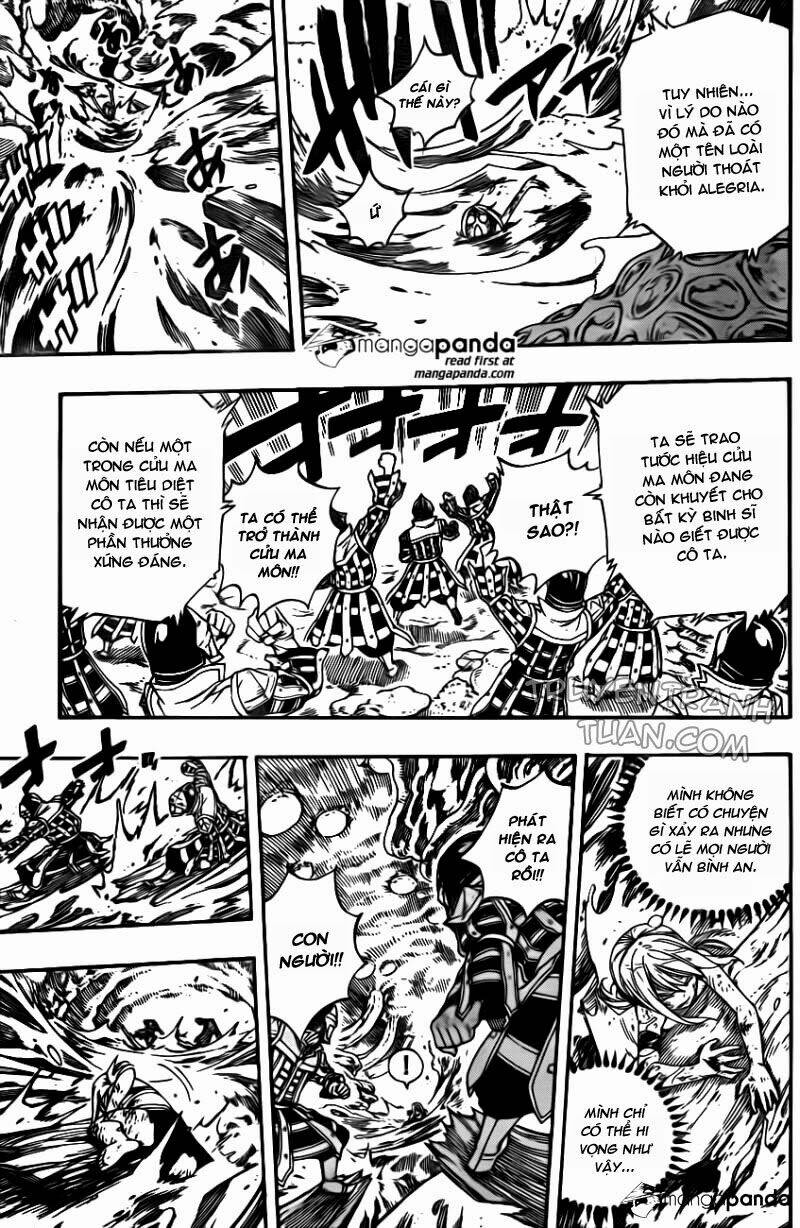 TUY NHIÊN...
VÌ LÝ DO NÀO
ĐÓ MÀ ĐÃ CÓ
MỘT TÊN LOÀI
NGƯỜI THOÁT
KHỎI ALEGRIA.
CÁI GÌ
THẾ NÀY?
Ứ
mangapanda
read first at
mangapanda.com
TA SẼ TRAO
TƯỚC HIỆU CỬU
MA MÔN ĐANG
CÒN KHUYẾT CHO
BẤT KỲ BINH SĨ
NÀO GIẾT ĐƯỢC
CÔ TA.
THẬT
SAO?!
TA CÓ THỂ
TRỞ THÀNH
CỬU MA
MÔN!!
CÒN NẾU MỘT
TRONG CỬU MA
MÔN TIÊU DIỆT
CÔ TA THÌ SẼ
NHẬN ĐƯỢC MỘT
PHẦN THƯỞNG
XỨNG ĐÁNG.
TRUYENTRANH
TUAN.COM
MÌNH KHÔNG
BIẾT CÓ CHUYỆN
GÌ XẢY RA NHƯNG
CÓ LẼ MỌI NGƯỜI
VẪN BÌNH AN.
MÌNH CHỈ
CÓ THỂ HI
VỌNG NHƯ
VẬY...
PHÁT
HIỆN RA
CÔ TA
RỒI!!!
CON
NGƯỜI!!
!
mangapanda